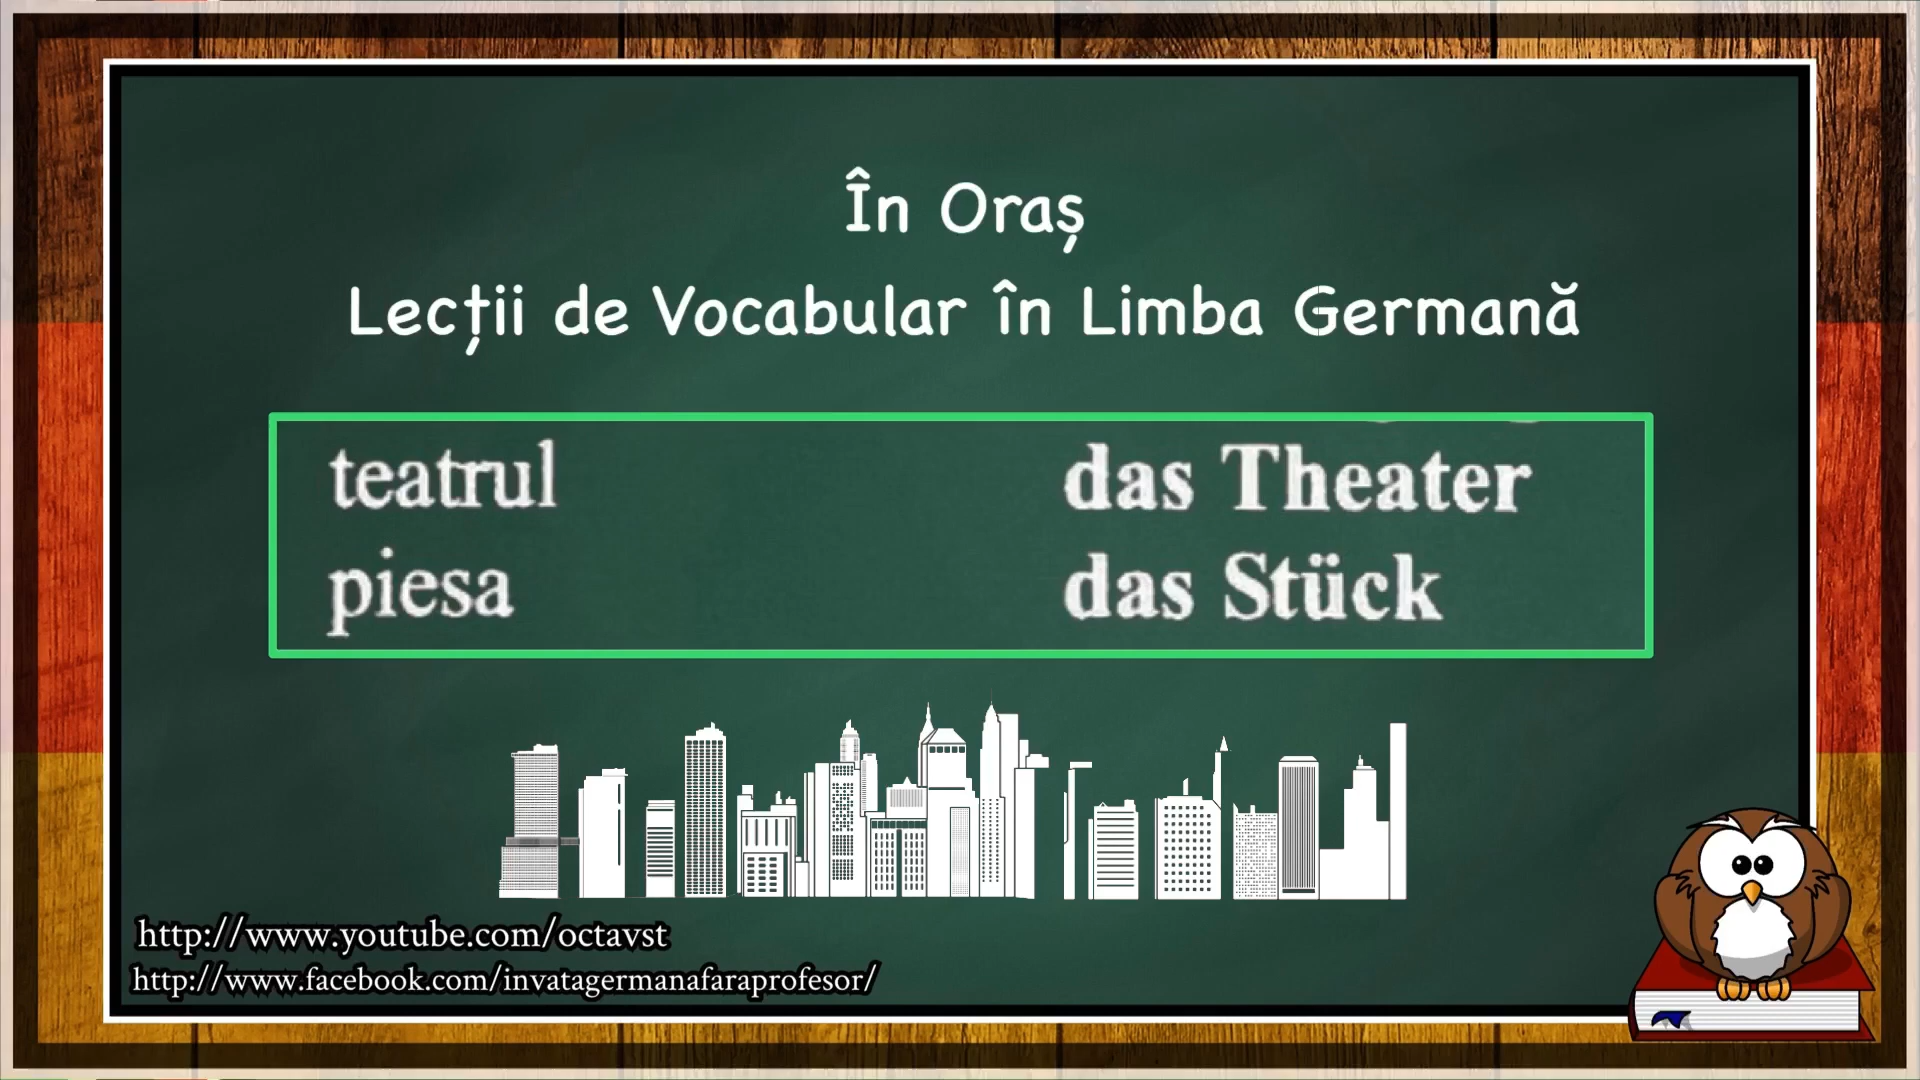 În Oraș
Lecții de Vocabular în Limba Germană
teatrul das Theater
piesa das Stück
http://www.youtube.com/octavst
http://www.facebook.com/invatagermanafaraprofesor/